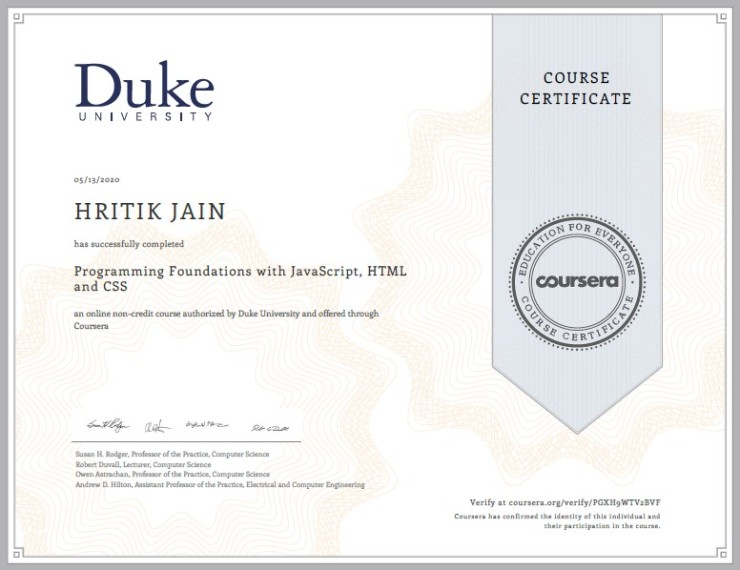 Duke
UNIVERSITY
05/13/2020
HRITIK JAIN
has successfully completed
Programming Foundations with JavaScript, HTML
and CSS
an online non-credit course authorized by Duke University and offered through
Coursera
Susan H. Rodger, Professor of the Practice, Computer Science
Robert Duvall, Lecturer, Computer Science
Owen Astrachan, Professor of the Practice, Computer Science
Andrew D. Hilton, Assistant Professor of the Practice, Electrical and Computer Engineering
COURSE
CERTIFICATE
EDUCATION FOR EVERYONE
coursera
COURSE CERTIFICATE
Verify at coursera.org/verify/PGXH9WTV2BVF
Coursera has confirmed the identity of this individual and
their participation in the course.